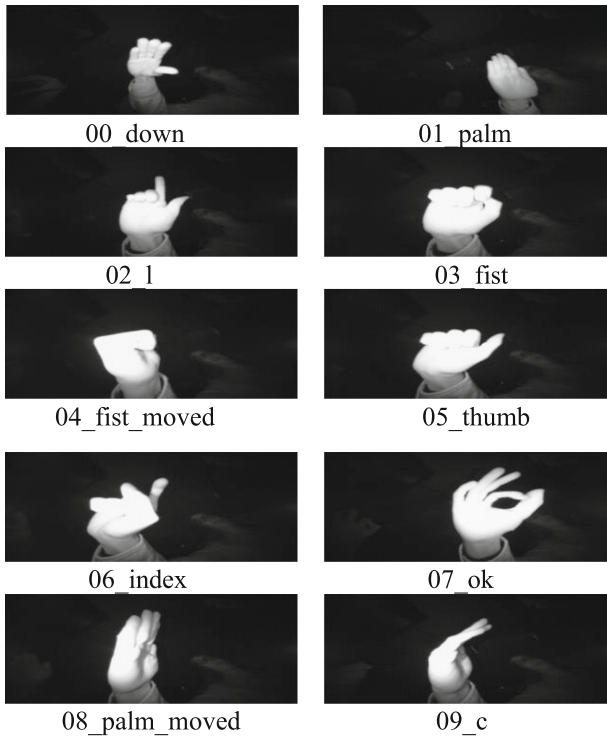 00_down
01_palm
02_l
03_fist
04_fist_moved
05_thumb
06_index
07_ok
08_palm_moved
09_c